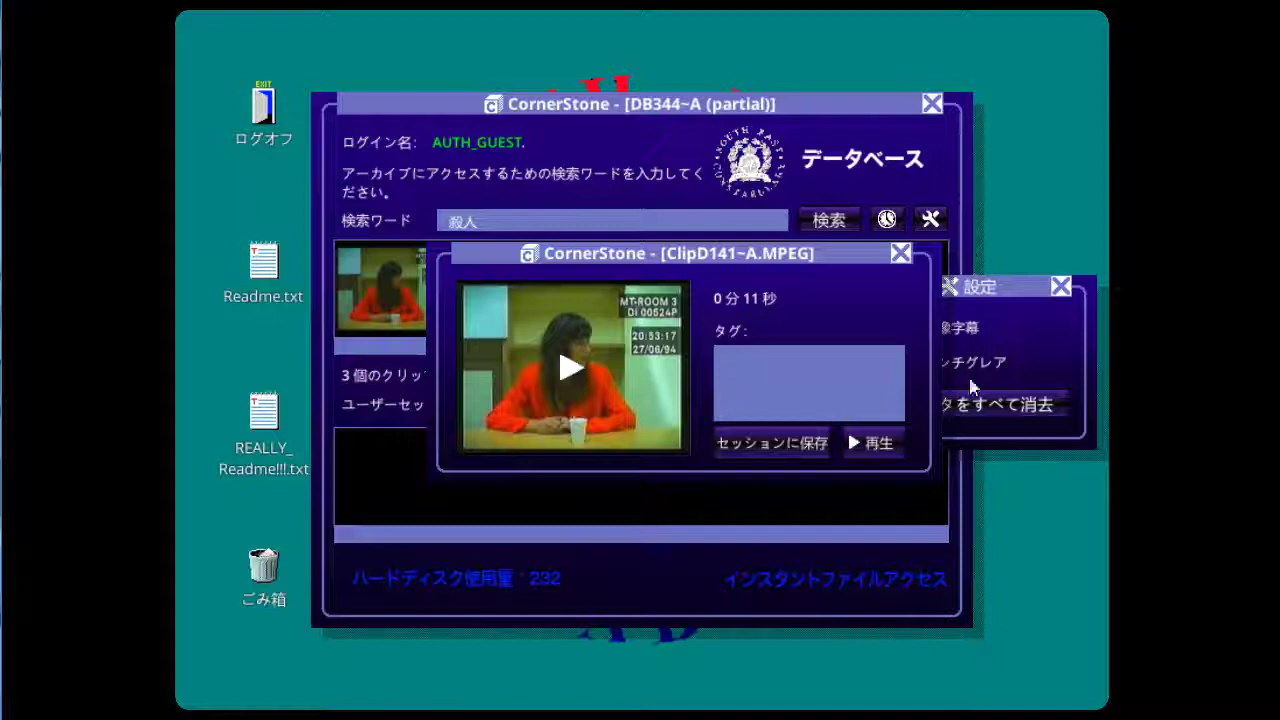 EXIT
ログオフ
Readme.txt
REALLY_
Readme!!!.txt
ごみ箱
CornerStone - [DB344~A (partial)]
ログイン名: AUTH_GUEST.
アーカイブにアクセスするための検索ワードを入力してく
ださい。
SOUTH EAST
データベース
検索ワード 殺人 検索
3 個のクリッ
ユーザーセッ
CornerStone - [ClipD141~A.MPEG]
MT-ROOM 3
DI 00524P
20:53:17
27/06/94
0 分 11 秒
タグ:
セッションに保存 再生
設定
像字幕
ンチグレア
タをすべて消去
ハードディスク使用量 : 232 インスタントファイルアクセス